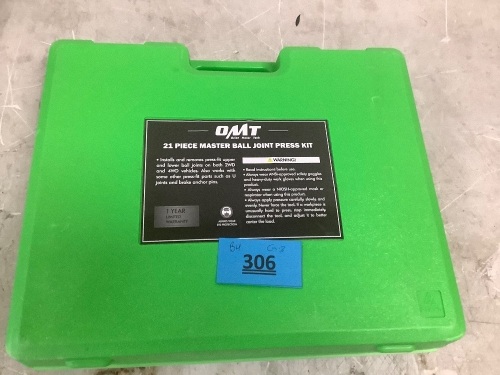 OMT
21 PIECE MASTER BALL JOINT PRESS KIT
• Installs and removes press-fit upper
and lower ball joints on both 2WD
and 4WD vehicles. Also works with
some other press-fit parts such as U
joints and brake anchor pins.
WARNING!
• Read instructions before use.
• Always wear ANSI-approved safety goggles
and heavy-duty work gloves when using this
product.
• Always wear a NIOSH-approved mask or
respirator when using this product.
• Always apply pressure carefully slowly and
evenly. Never force the tool. If a workpiece is
unusually hard to press, stop immediately,
disconnect the tool, and adjust it to better
center the load.
1 YEAR
LIMITED
WARRANTY
306